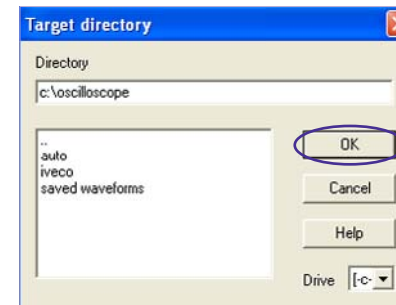 Target directory
Directory
c:\oscilloscope
..
auto
iveco
saved waveforms
OK
Cancel
Help
Drive [-c-